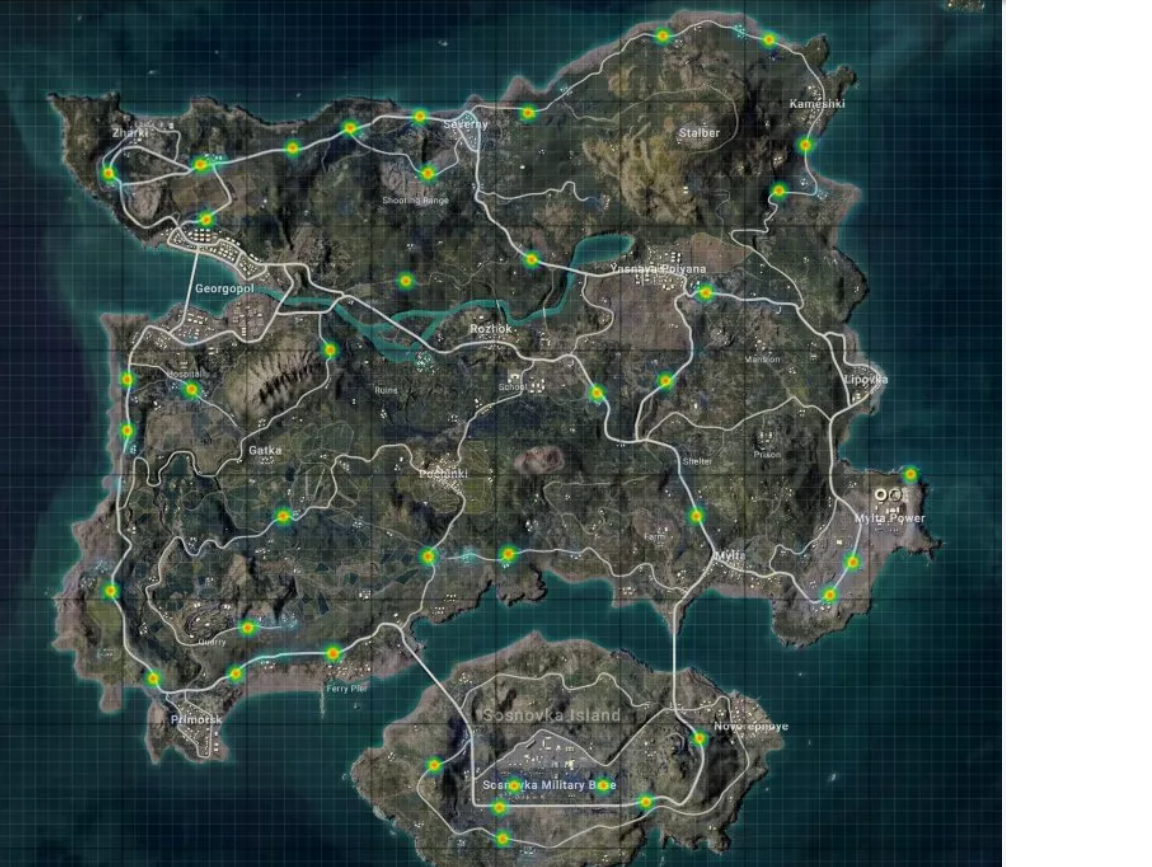 Kameshki
Severny
Zharki
Stalber
Shooting Range
Yasnaya Polyana
Georgopol
Rozhok
Mansion
Hospital
School
Ruins
Lipovka
Gatka
Prison
Shelter
Pochinki
Mylta Power
Farm
Mylta
Quarry
Ferry Pier
Primorsk
Sosnovka Island
Novorepnoye
Sosnovka Military Base